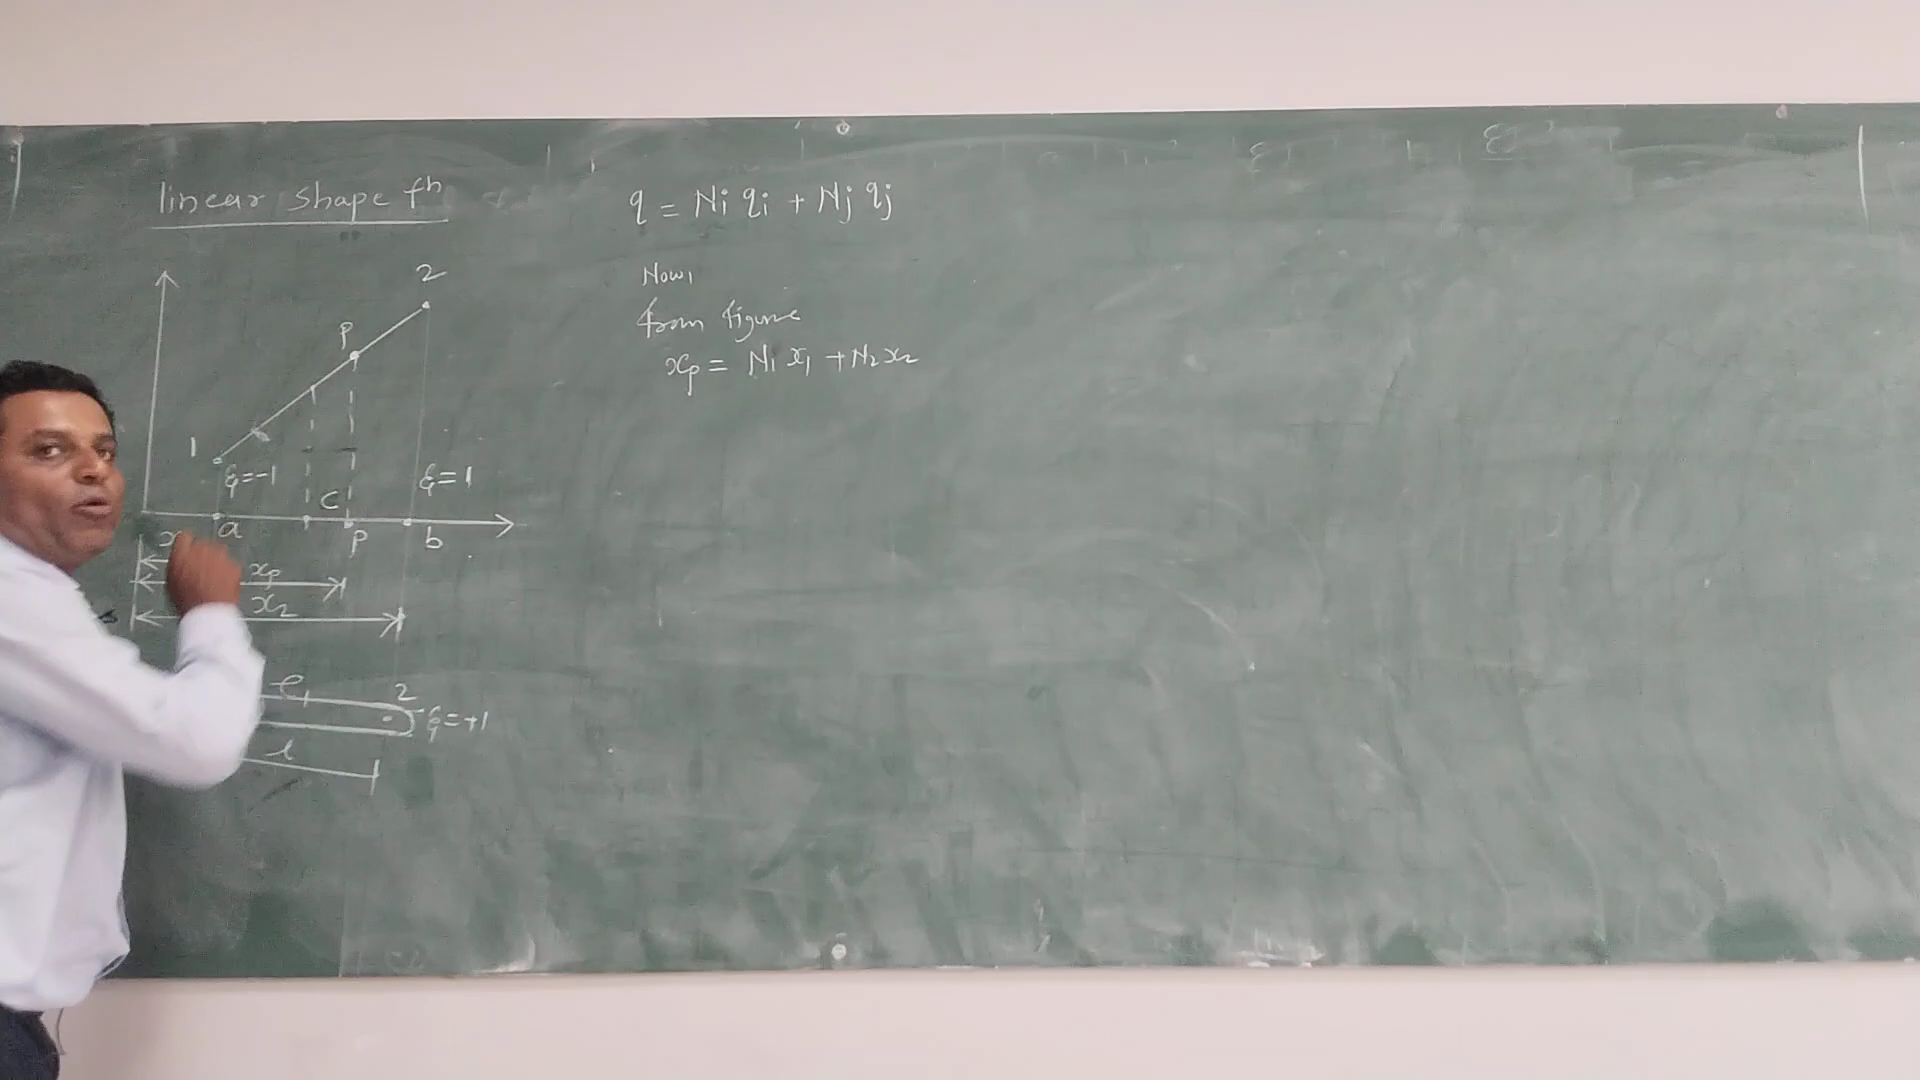 linear shape fn
q = Ni qi + Nj qj
Now,
from figure
xp = N1 x1 + N2 x2
2
P
1
ξ=-1
ξ=1
C
a
P
b
x
xp
x2
e1
2
ξ=+1
l